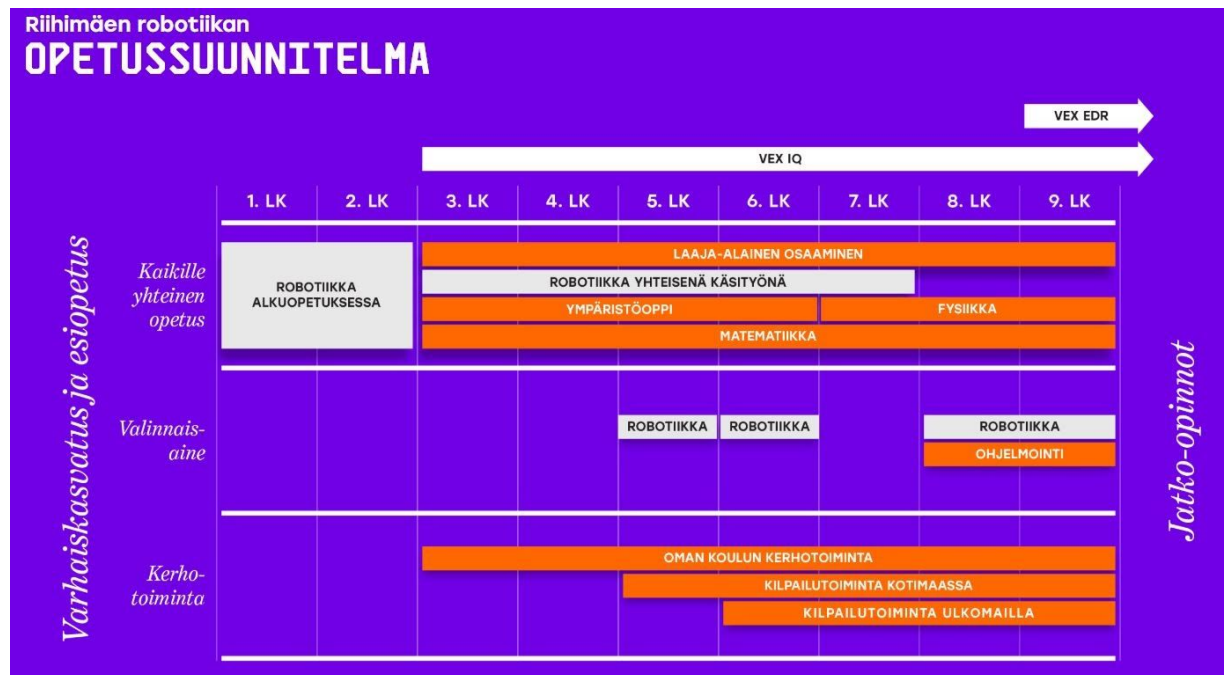 Riihimäen robotiikan
OPETUSSUUNNITELMA
VEX EDR
VEX IQ
1. LK
2. LK
3. LK
4. LK
5. LK
6. LK
7. LK
8. LK
9. LK
Varhaiskasvatus ja esiopetus
Kaikille
yhteinen
opetus
ROBOTIIKKA
ALKUOPETUKSESSA
LAAJA-ALAINEN OSAAMINEN
ROBOTIIKKA YHTEISENÄ KÄSITYÖNÄ
YMPÄRISTÖOPPI
FYSIIKKA
MATEMATIIKKA
Valinnais-
aine
ROBOTIIKKA
ROBOTIIKKA
ROBOTIIKKA
OHJELMOINTI
Kerho-
toiminta
OMAN KOULUN KERHOTOIMINTA
KILPAILUTOIMINTA KOTIMAASSA
KILPAILUTOIMINTA ULKOMAILLA
Jatko-opinnot